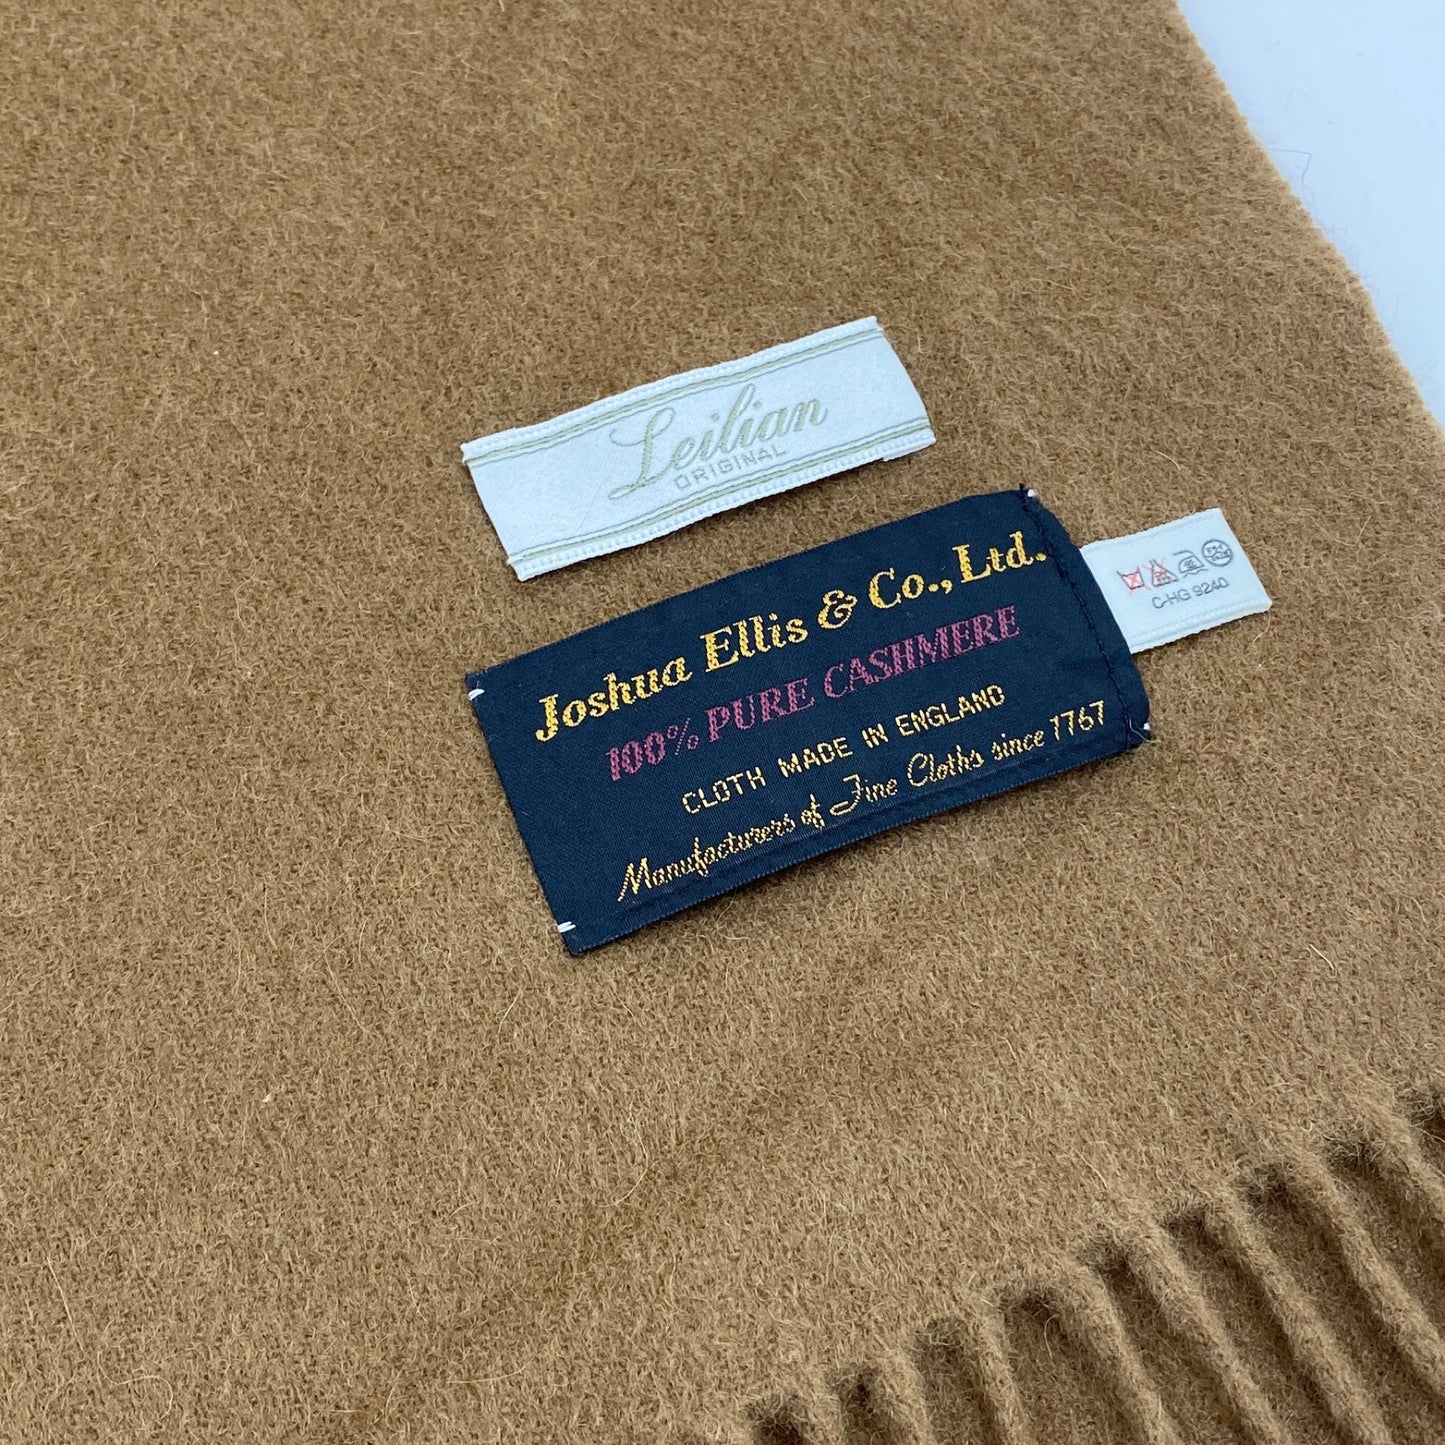 Leilian
ORIGINAL
Joshua Ellis & Co., Ltd.
100% PURE CASHMERE
CLOTH MADE IN ENGLAND
Manufacturers of Fine Cloths since 1767
C-HG 9240